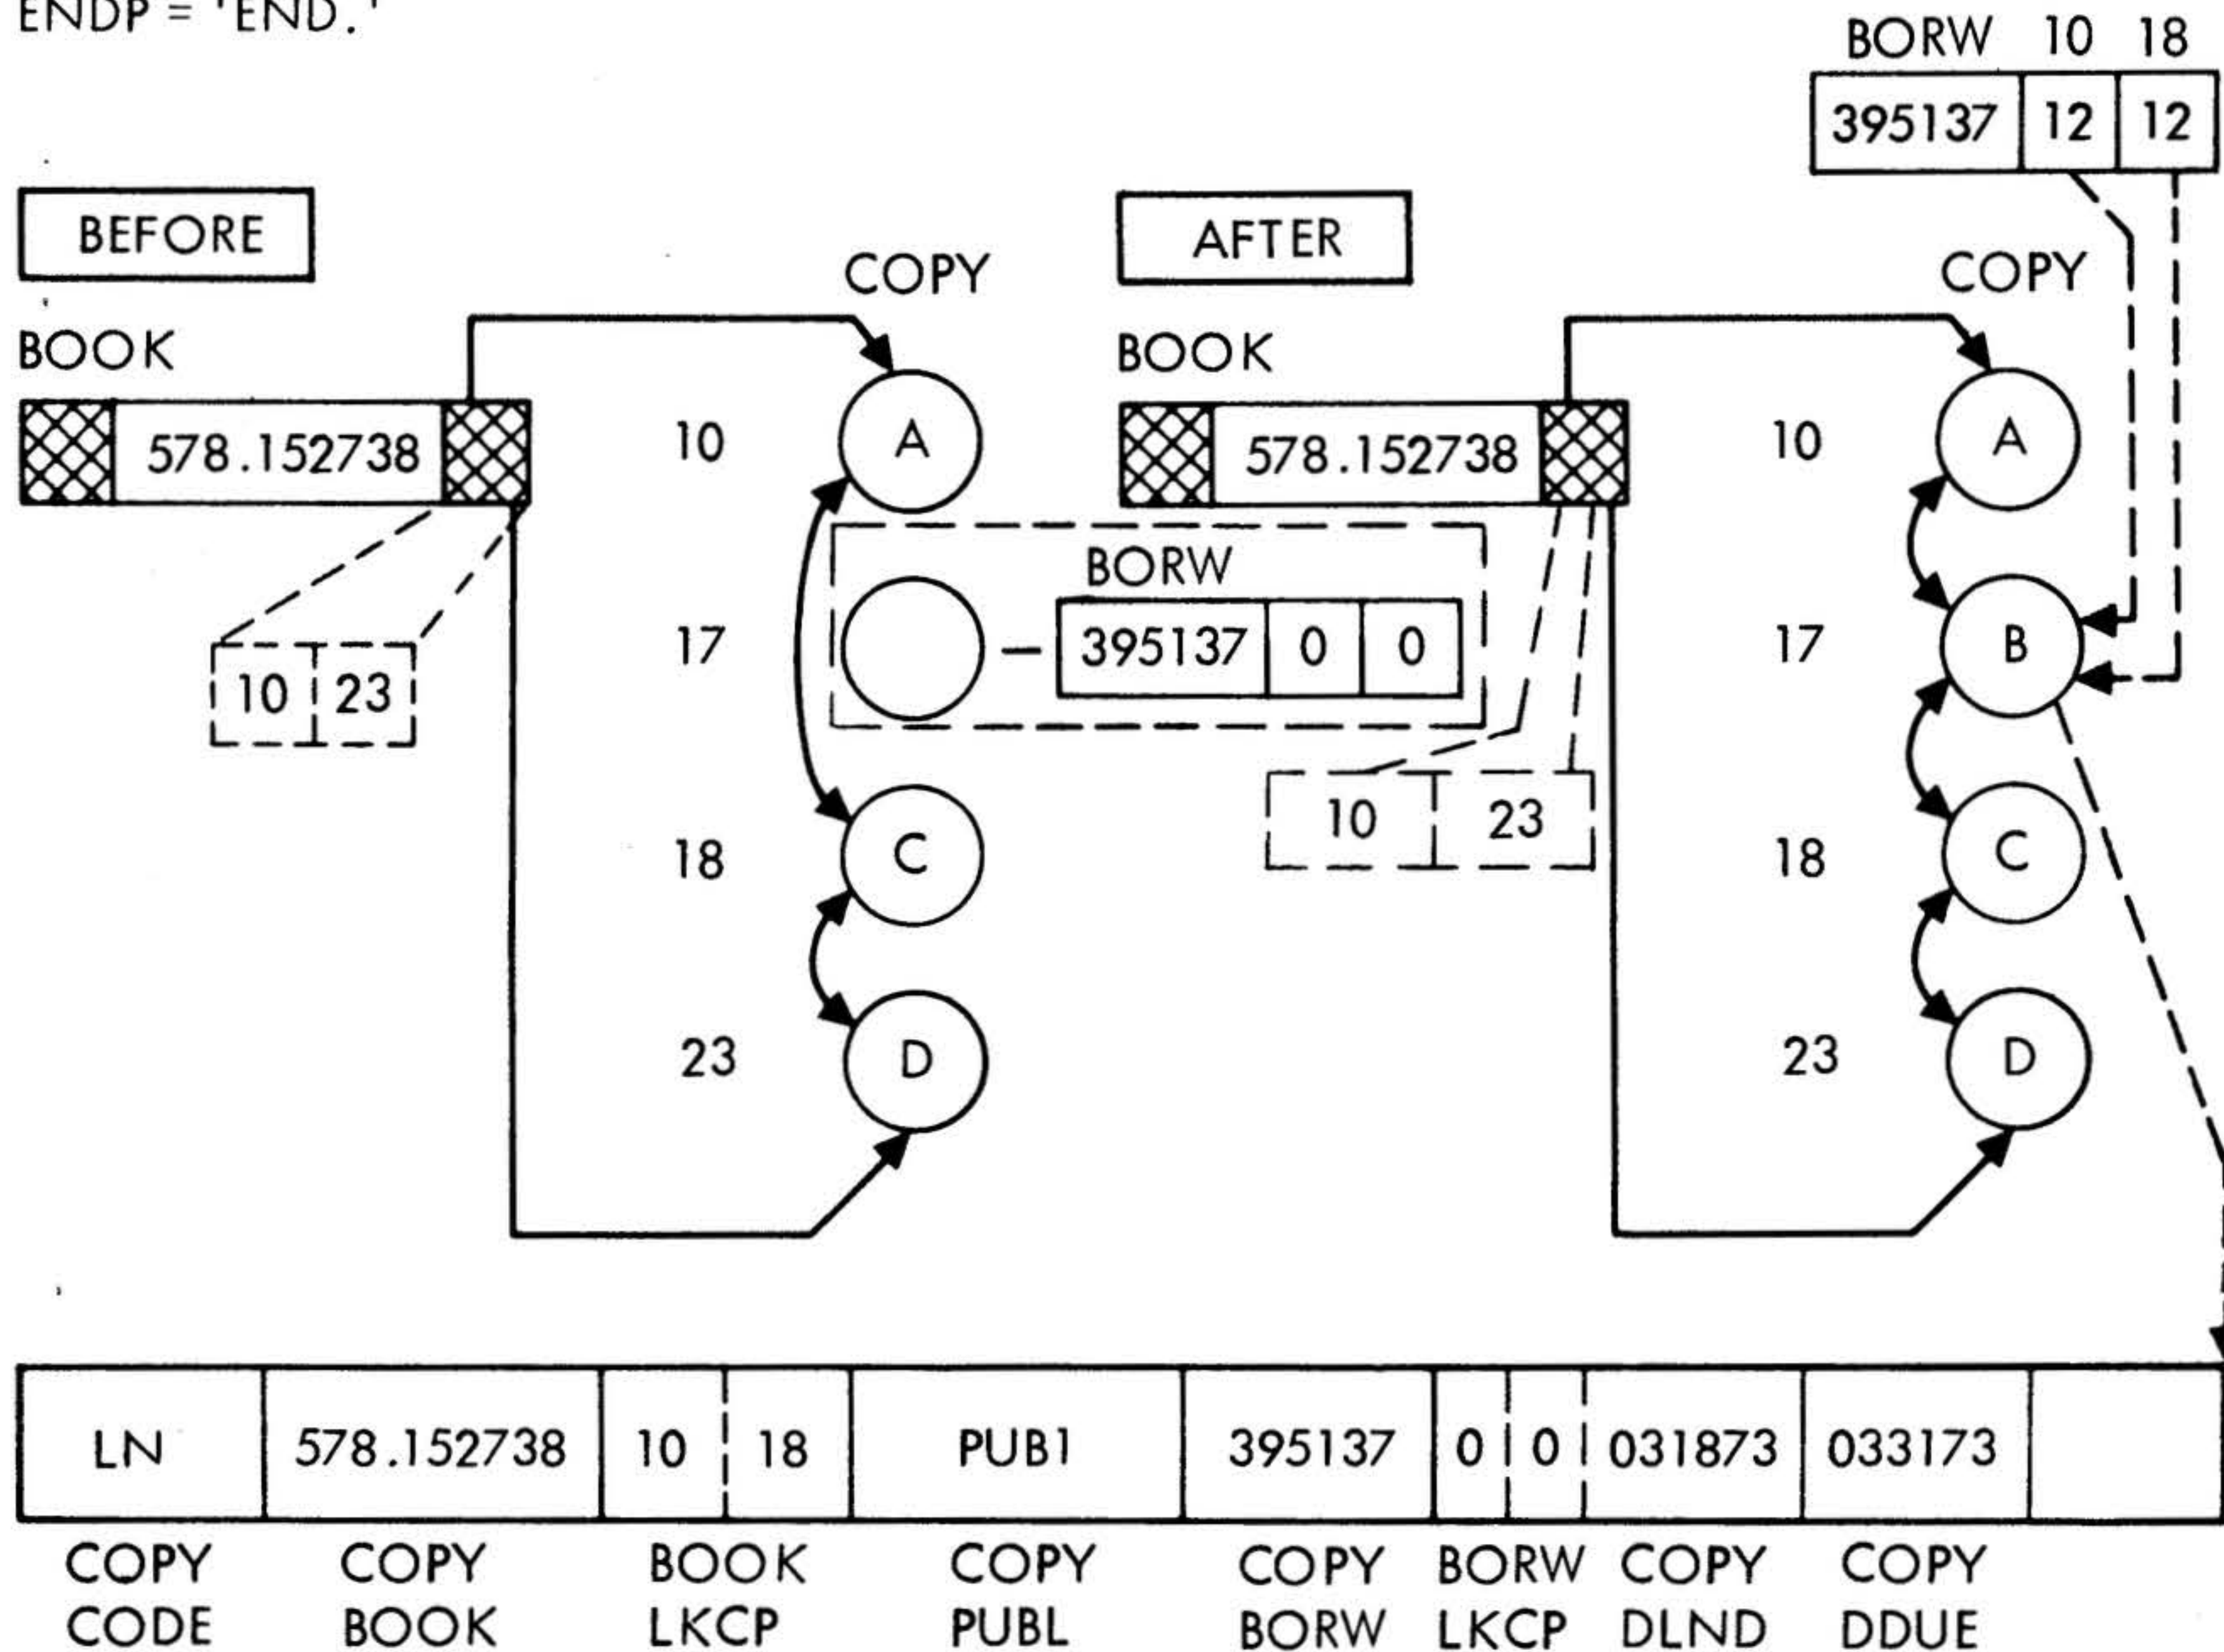 ENDP = 'END.'
BORW 10 18
395137 12 12
BEFORE
AFTER
COPY
COPY
BOOK
BOOK
578.152738
10
A
578.152738
10
A
BORW
17
395137 0 0
17
B
10 23
10 23
18
C
18
C
23
D
23
D
LN 578.152738 10 18 PUB1 395137 0 0 031873 033173
COPY COPY BOOK COPY COPY BORW COPY COPY
CODE BOOK LKCP PUBL BORW LKCP DLND DDUE